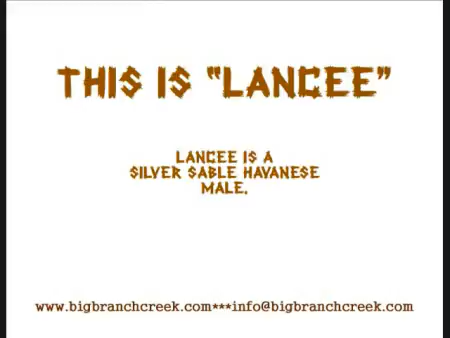 THIS IS "LANCEE"
LANCEE IS A
SILVER SABLE HAVANESE
MALE.
www.bigbranchcreek.com***info@bigbranchcreek.com